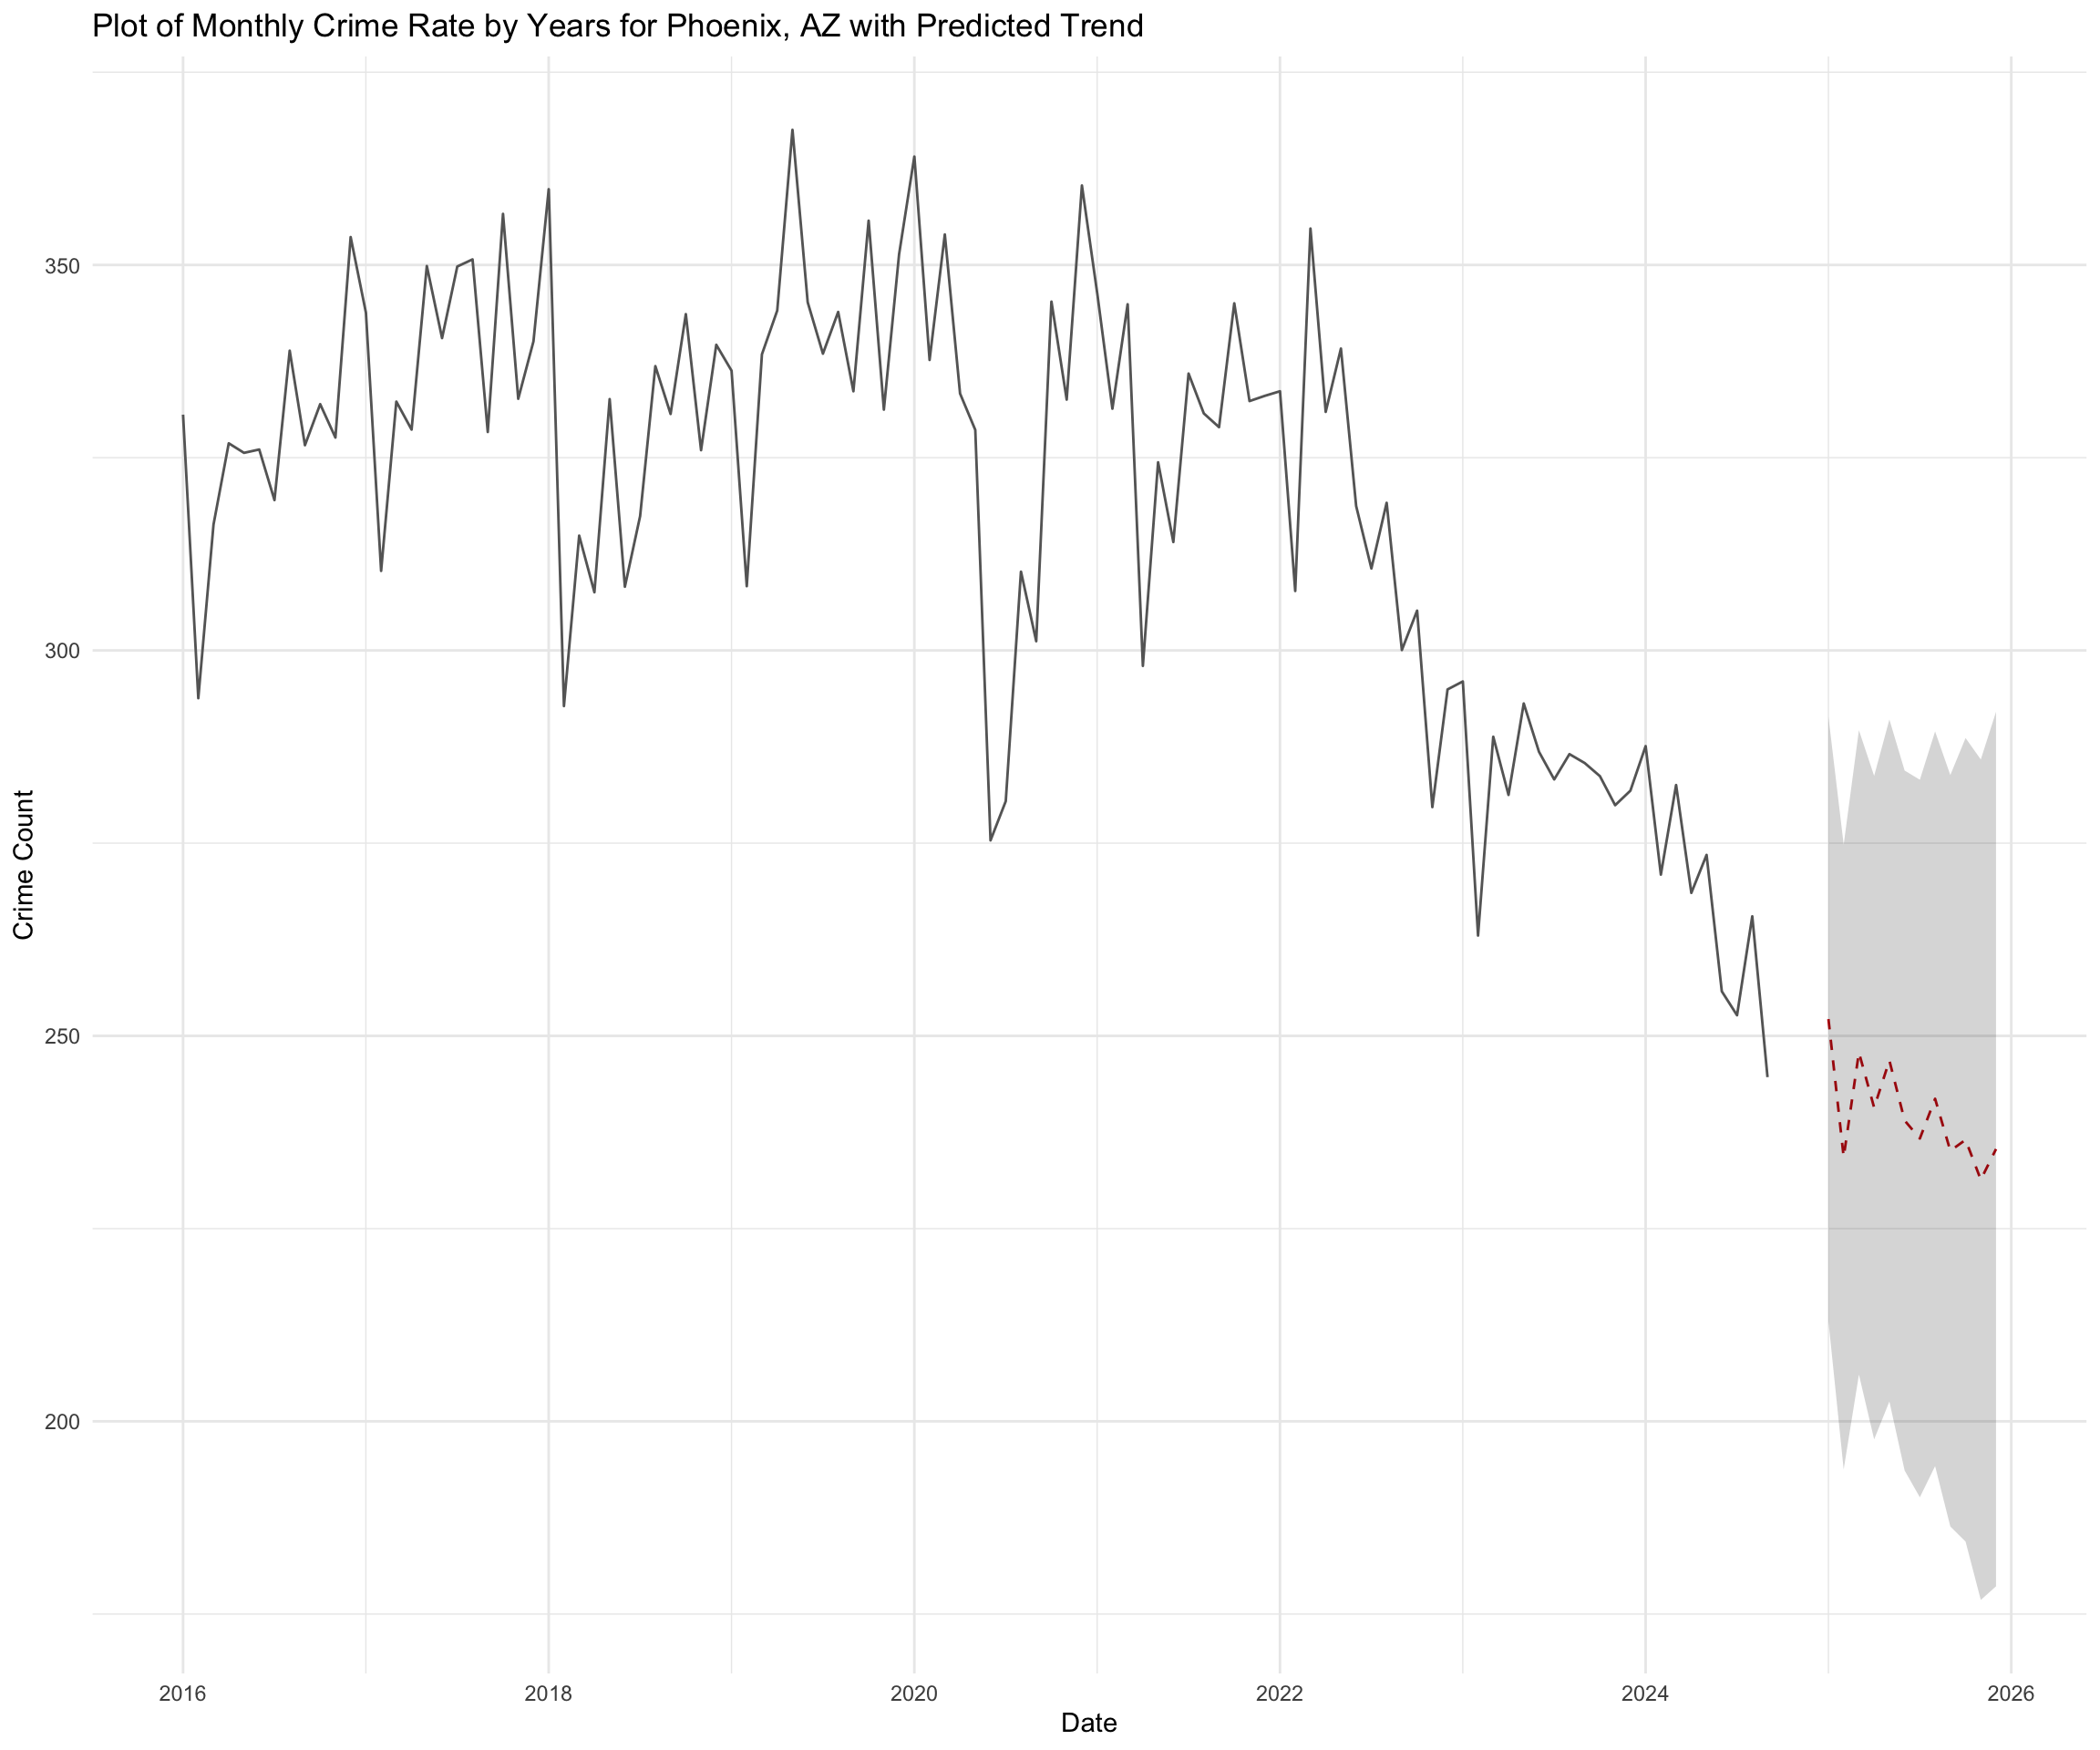 Plot of Monthly Crime Rate by Years for Phoenix, AZ with Predicted Trend
Crime Count
350
300
250
200
2016 2018 2020 2022 2024 2026
Date